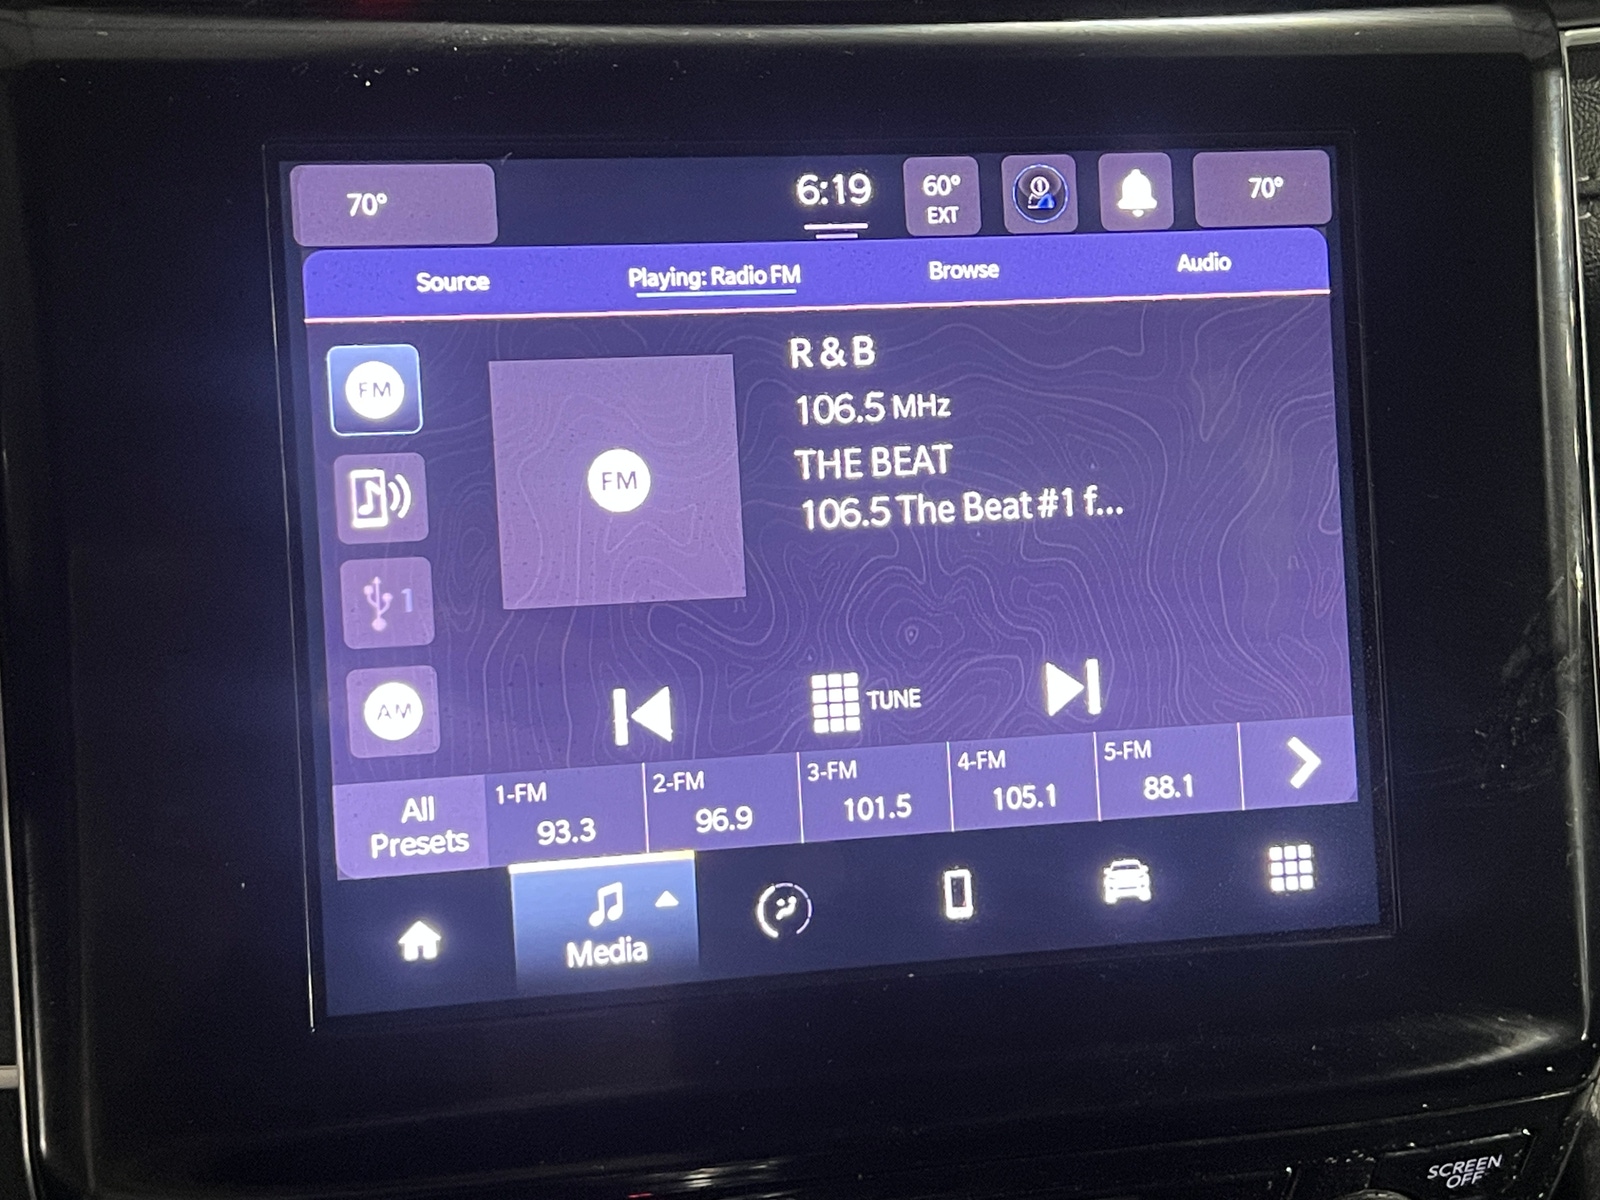 70°
6:19
60°
EXT
70°
Source
Playing: Radio FM
Browse
Audio
FM
1
AM
FM
R & B
106.5 MHz
THE BEAT
106.5 The Beat #1 f...
TUNE
All
Presets
1-FM
93.3
2-FM
96.9
3-FM
101.5
4-FM
105.1
5-FM
88.1
Media
SCREEN
OFF